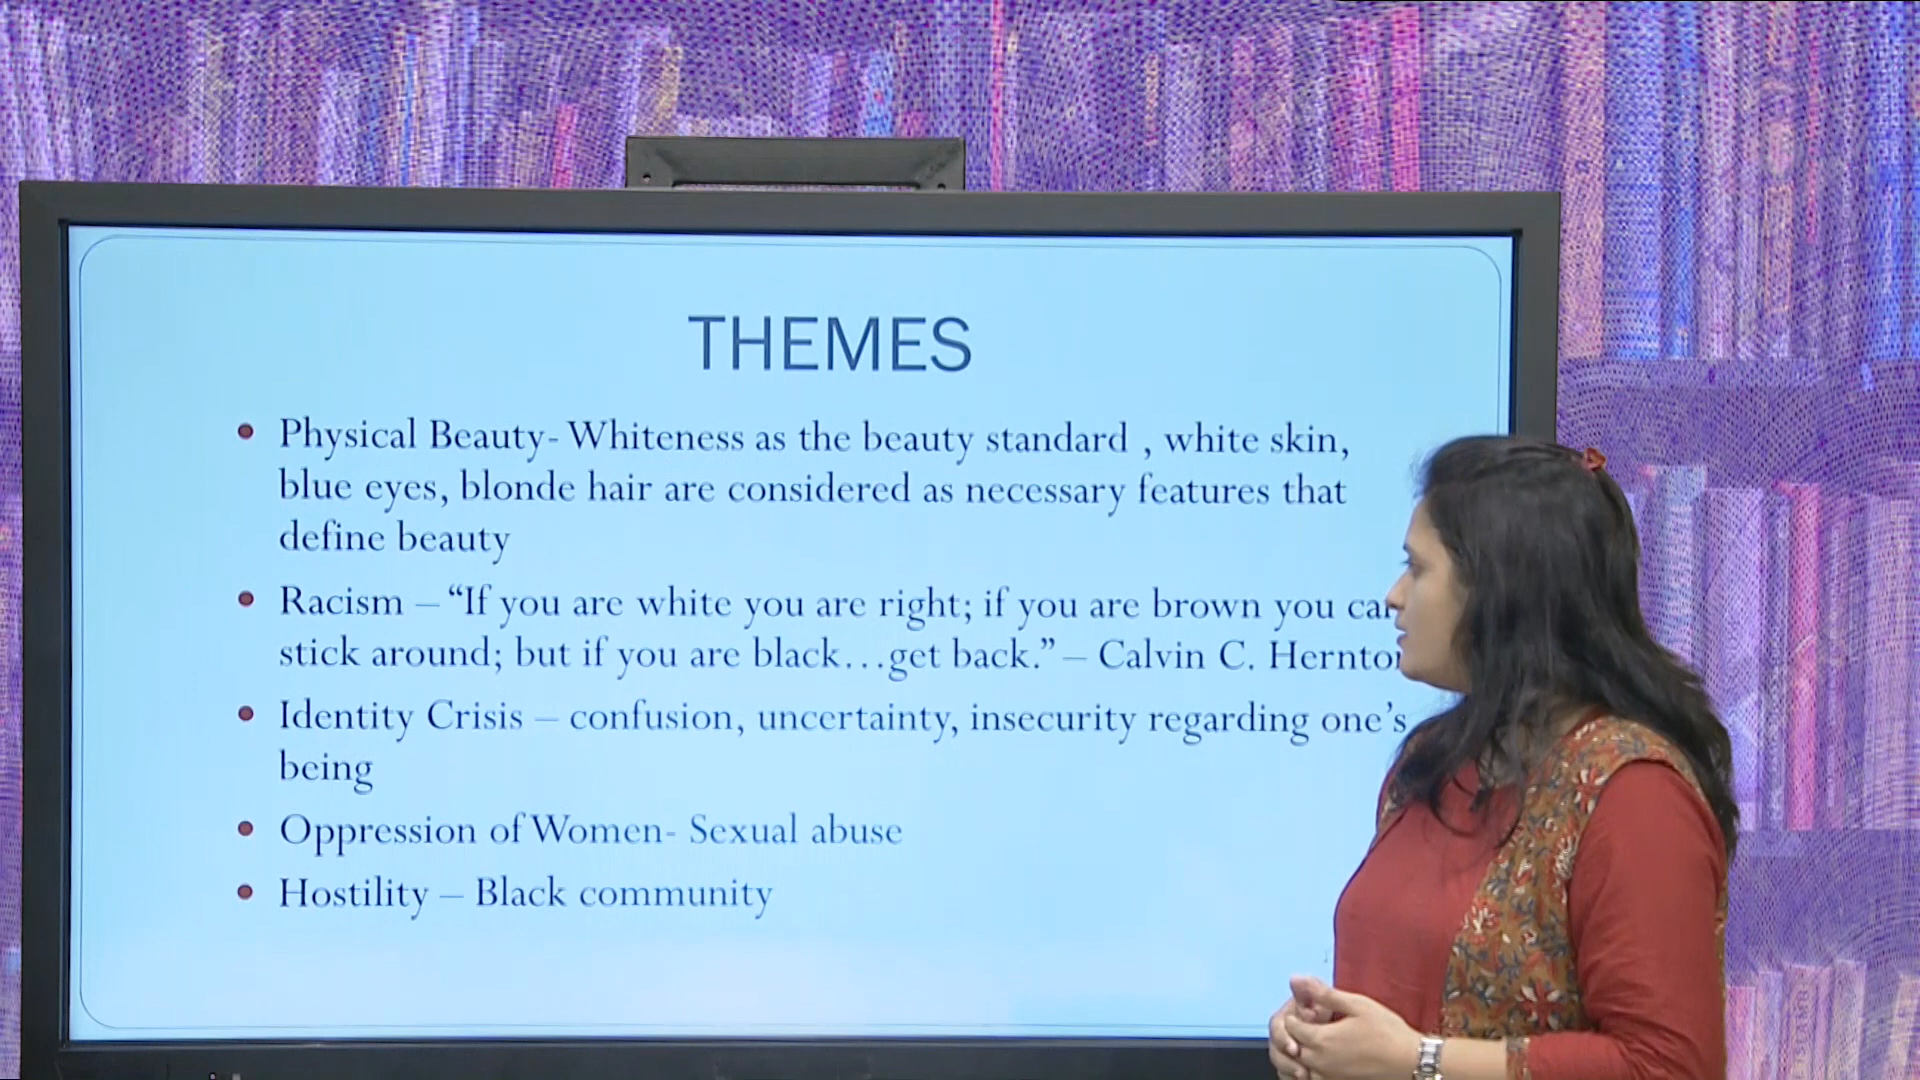 THEMES
• Physical Beauty- Whiteness as the beauty standard , white skin,
blue eyes, blonde hair are considered as necessary features that
define beauty
• Racism – “If you are white you are right; if you are brown you
stick around; but if you are black…get back.” – Calvin C.
• Identity Crisis – confusion, uncertainty, insecurity regarding one’s
being
• Oppression of Women- Sexual abuse
• Hostility – Black community